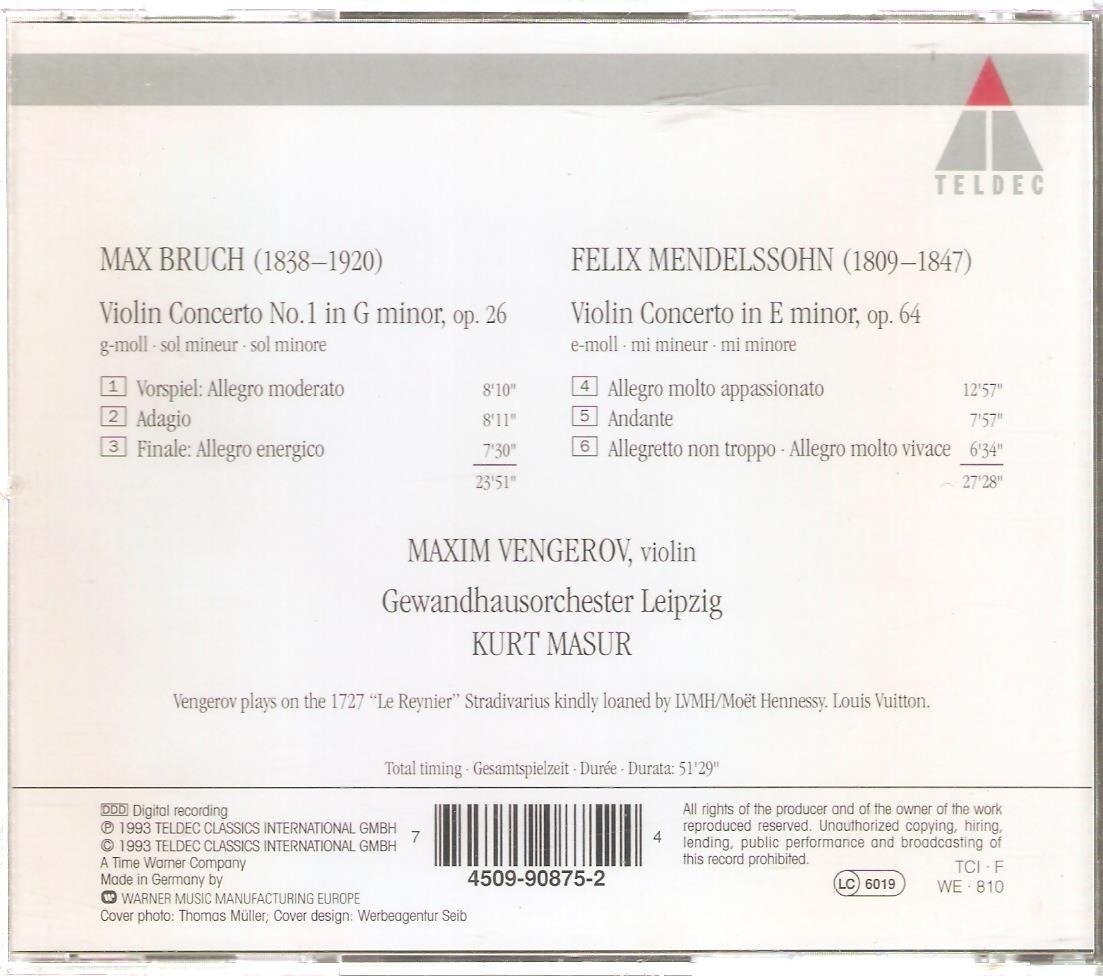 TELDEC
MAX BRUCH (1838–1920)
Violin Concerto No.1 in G minor, op. 26
g-moll · sol mineur · sol minore
1 Vorspiel: Allegro moderato 8'10"
2 Adagio 8'11"
3 Finale: Allegro energico 7'30"
23'51"
FELIX MENDELSSOHN (1809–1847)
Violin Concerto in E minor, op. 64
e-moll · mi mineur · mi minore
4 Allegro molto appassionato 12'57"
5 Andante 7'57"
6 Allegretto non troppo · Allegro molto vivace 6'34"
27'28"
MAXIM VENGEROV, violin
Gewandhausorchester Leipzig
KURT MASUR
Vengerov plays on the 1727 “Le Reynier” Stradivarius kindly loaned by LVMH/Moët Hennessy. Louis Vuitton.
Total timing · Gesamtspielzeit · Durée · Durata: 51'29"
DDD Digital recording
℗ 1993 TELDEC CLASSICS INTERNATIONAL GMBH
© 1993 TELDEC CLASSICS INTERNATIONAL GMBH
A Time Warner Company
Made in Germany by
WARNER MUSIC MANUFACTURING EUROPE
Cover photo: Thomas Müller; Cover design: Werbeagentur Seib
7 4
4509-90875-2
All rights of the producer and of the owner of the work
reproduced reserved. Unauthorized copying, hiring,
lending, public performance and broadcasting of
this record prohibited.
LC 6019
TCI · F
WE · 810